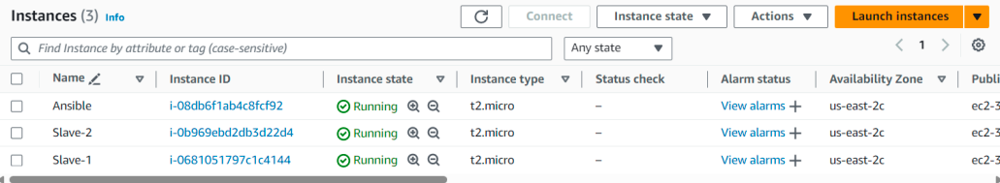 Instances (3) Info Connect Instance state Actions Launch instances
Find Instance by attribute or tag (case-sensitive) Any state 1
Name Instance ID Instance state Instance type Status check Alarm status Availability Zone Publi
Ansible i-08db6f1ab4c8fcf92 Running t2.micro – View alarms + us-east-2c ec2-3
Slave-2 i-0b969ebd2db3d22d4 Running t2.micro – View alarms + us-east-2c ec2-3
Slave-1 i-0681051797c1c4144 Running t2.micro – View alarms + us-east-2c ec2-3